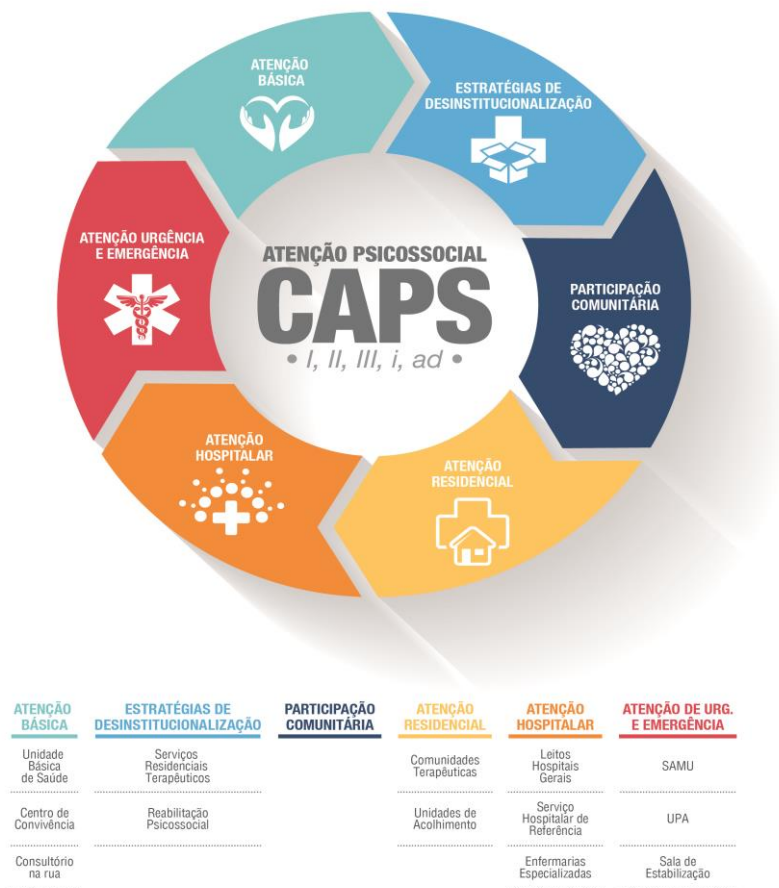 ATENÇÃO
BÁSICA
ESTRATÉGIAS DE
DESINSTITUCIONALIZAÇÃO
ATENÇÃO URGÊNCIA
E EMERGÊNCIA
ATENÇÃO PSICOSSOCIAL
CAPS
• I, II, III, i, ad •
PARTICIPAÇÃO
COMUNITÁRIA
ATENÇÃO
HOSPITALAR
ATENÇÃO
RESIDENCIAL
ATENÇÃO
BÁSICA
Unidade
Básica
de Saúde
Centro de
Convivência
Consultório
na rua
ESTRATÉGIAS DE
DESINSTITUCIONALIZAÇÃO
Serviços
Residenciais
Terapêuticos
Reabilitação
Psicossocial
PARTICIPAÇÃO
COMUNITÁRIA
ATENÇÃO
RESIDENCIAL
Comunidades
Terapêuticas
Unidades de
Acolhimento
ATENÇÃO
HOSPITALAR
Leitos
Hospitais
Gerais
Serviço
Hospitalar de
Referência
Enfermarias
Especializadas
ATENÇÃO DE URG.
E EMERGÊNCIA
SAMU
UPA
Sala de
Estabilização